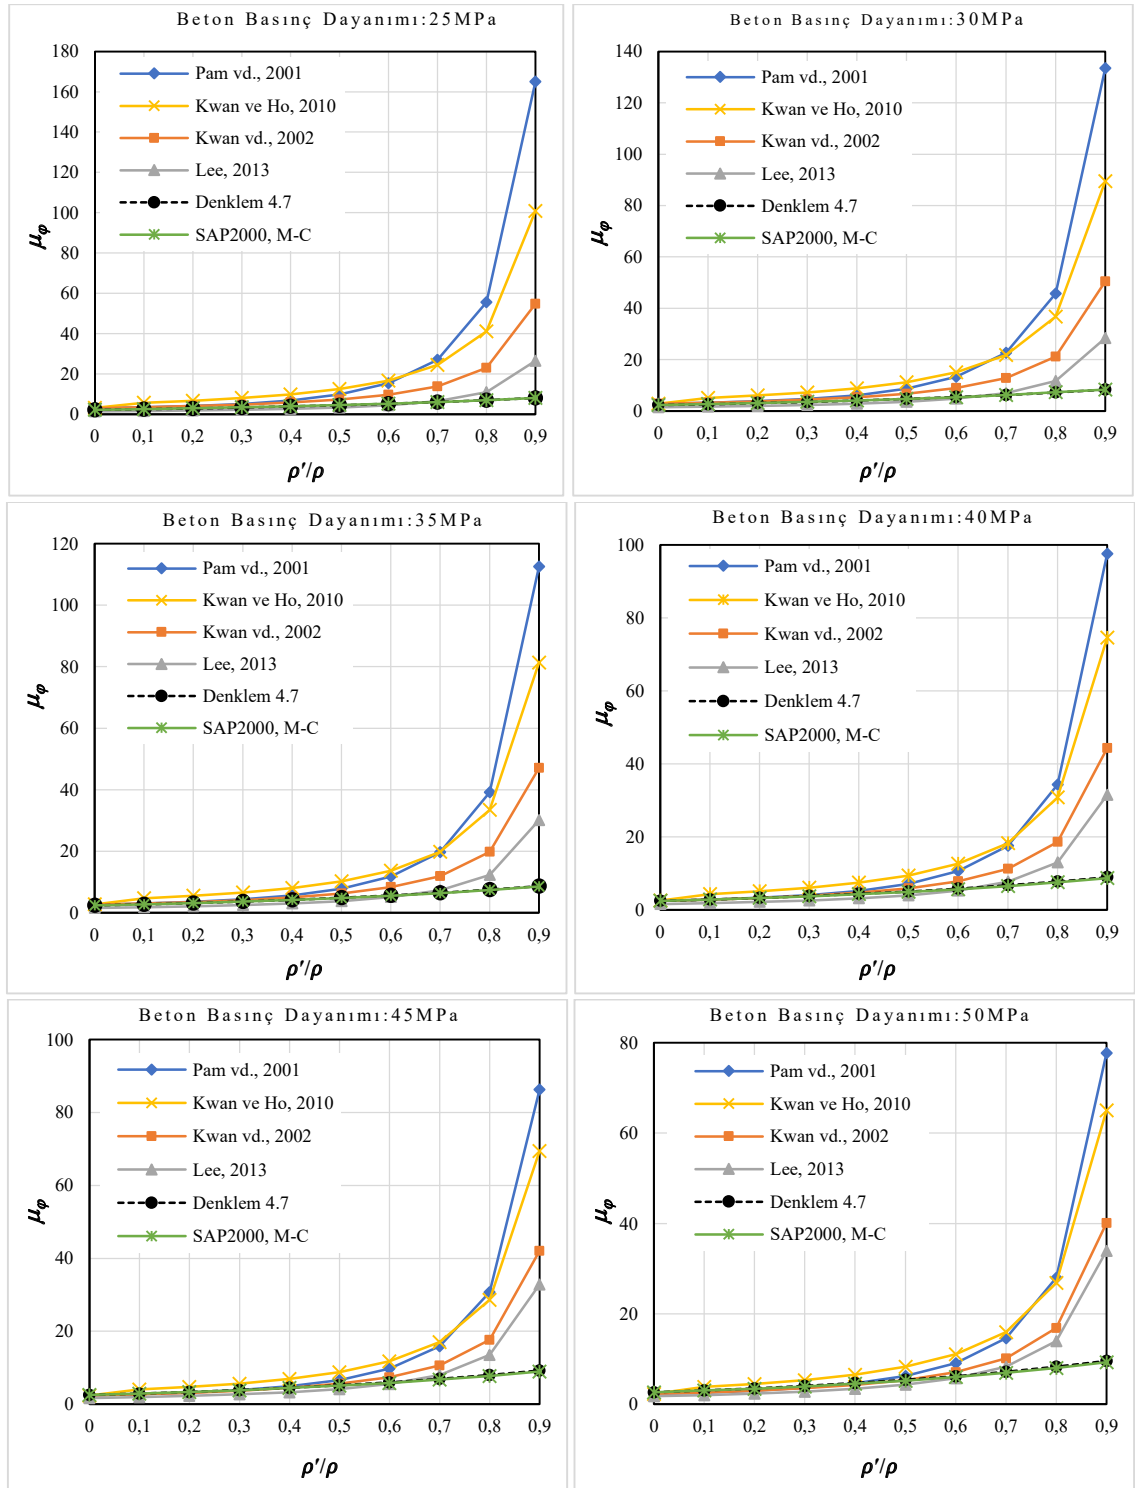 Beton Basınç Dayanımı:25MPa
180
160
140
120
100
80
60
40
20
0
μφ
Pam vd., 2001
Kwan ve Ho, 2010
Kwan vd., 2002
Lee, 2013
Denklem 4.7
SAP2000, M-C
0 0,1 0,2 0,3 0,4 0,5 0,6 0,7 0,8 0,9
ρ'/ρ
Beton Basınç Dayanımı:30MPa
140
120
100
80
60
40
20
0
μφ
Pam vd., 2001
Kwan ve Ho, 2010
Kwan vd., 2002
Lee, 2013
Denklem 4.7
SAP2000, M-C
0 0,1 0,2 0,3 0,4 0,5 0,6 0,7 0,8 0,9
ρ'/ρ
Beton Basınç Dayanımı:35MPa
120
100
80
60
40
20
0
μφ
Pam vd., 2001
Kwan ve Ho, 2010
Kwan vd., 2002
Lee, 2013
Denklem 4.7
SAP2000, M-C
0 0,1 0,2 0,3 0,4 0,5 0,6 0,7 0,8 0,9
ρ'/ρ
Beton Basınç Dayanımı:40MPa
100
80
60
40
20
0
μφ
Pam vd., 2001
Kwan ve Ho, 2010
Kwan vd., 2002
Lee, 2013
Denklem 4.7
SAP2000, M-C
0 0,1 0,2 0,3 0,4 0,5 0,6 0,7 0,8 0,9
ρ'/ρ
Beton Basınç Dayanımı:45MPa
100
80
60
40
20
0
μφ
Pam vd., 2001
Kwan ve Ho, 2010
Kwan vd., 2002
Lee, 2013
Denklem 4.7
SAP2000, M-C
0 0,1 0,2 0,3 0,4 0,5 0,6 0,7 0,8 0,9
ρ'/ρ
Beton Basınç Dayanımı:50MPa
80
60
40
20
0
μφ
Pam vd., 2001
Kwan ve Ho, 2010
Kwan vd., 2002
Lee, 2013
Denklem 4.7
SAP2000, M-C
0 0,1 0,2 0,3 0,4 0,5 0,6 0,7 0,8 0,9
ρ'/ρ